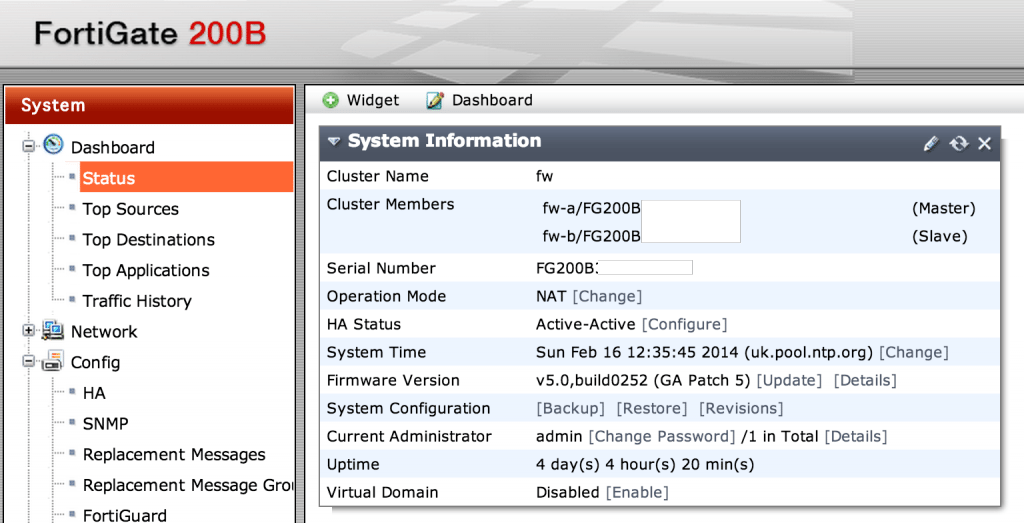 FortiGate 200B
System
Dashboard
Status
Top Sources
Top Destinations
Top Applications
Traffic History
Network
Config
HA
SNMP
Replacement Messages
Replacement Message Grou
FortiGuard
Widget Dashboard
System Information
Cluster Name fw
Cluster Members fw-a/FG200B (Master)
fw-b/FG200B (Slave)
Serial Number FG200B
Operation Mode NAT [Change]
HA Status Active-Active [Configure]
System Time Sun Feb 16 12:35:45 2014 (uk.pool.ntp.org) [Change]
Firmware Version v5.0,build0252 (GA Patch 5) [Update] [Details]
System Configuration [Backup] [Restore] [Revisions]
Current Administrator admin [Change Password] /1 in Total [Details]
Uptime 4 day(s) 4 hour(s) 20 min(s)
Virtual Domain Disabled [Enable]